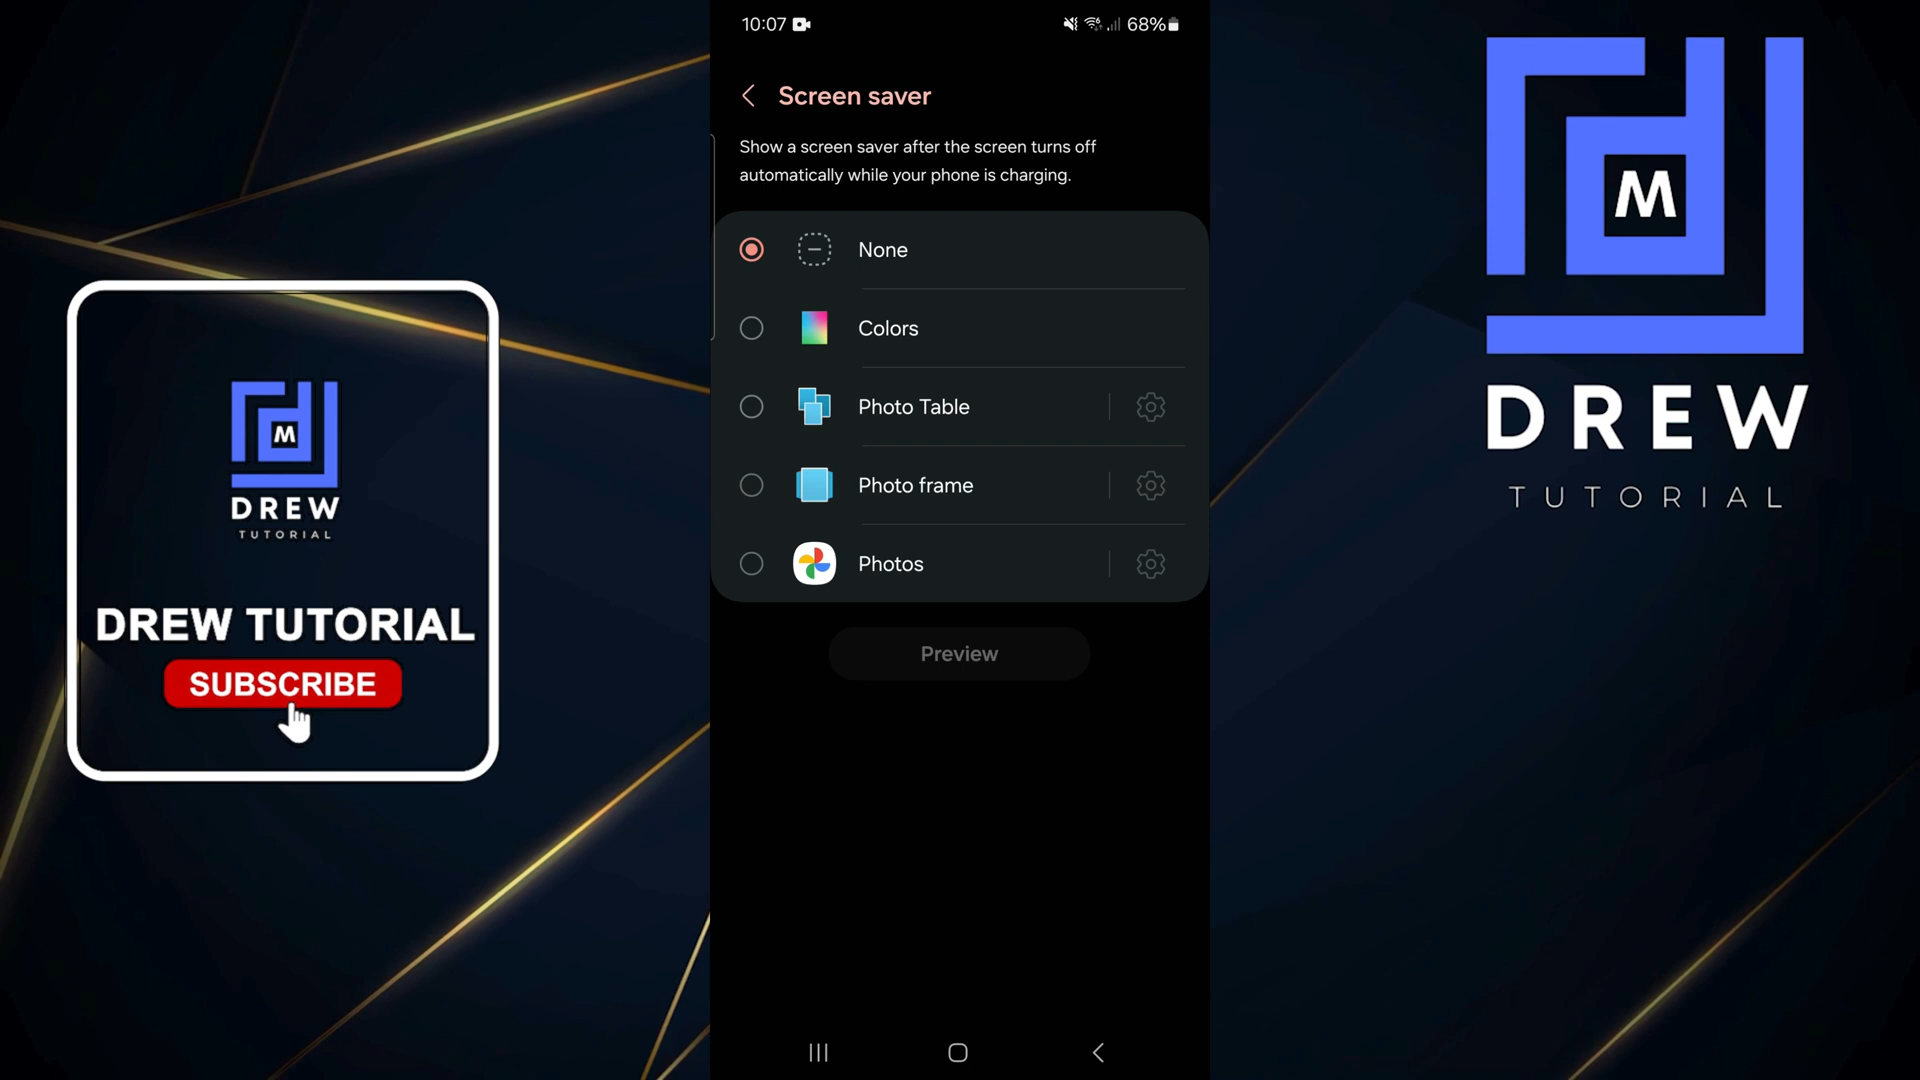 10:07
68%
Screen saver
Show a screen saver after the screen turns off
automatically while your phone is charging.
None
Colors
Photo Table
Photo frame
Photos
Preview
M
DREW
TUTORIAL
DREW TUTORIAL
SUBSCRIBE
M
DREW
TUTORIAL